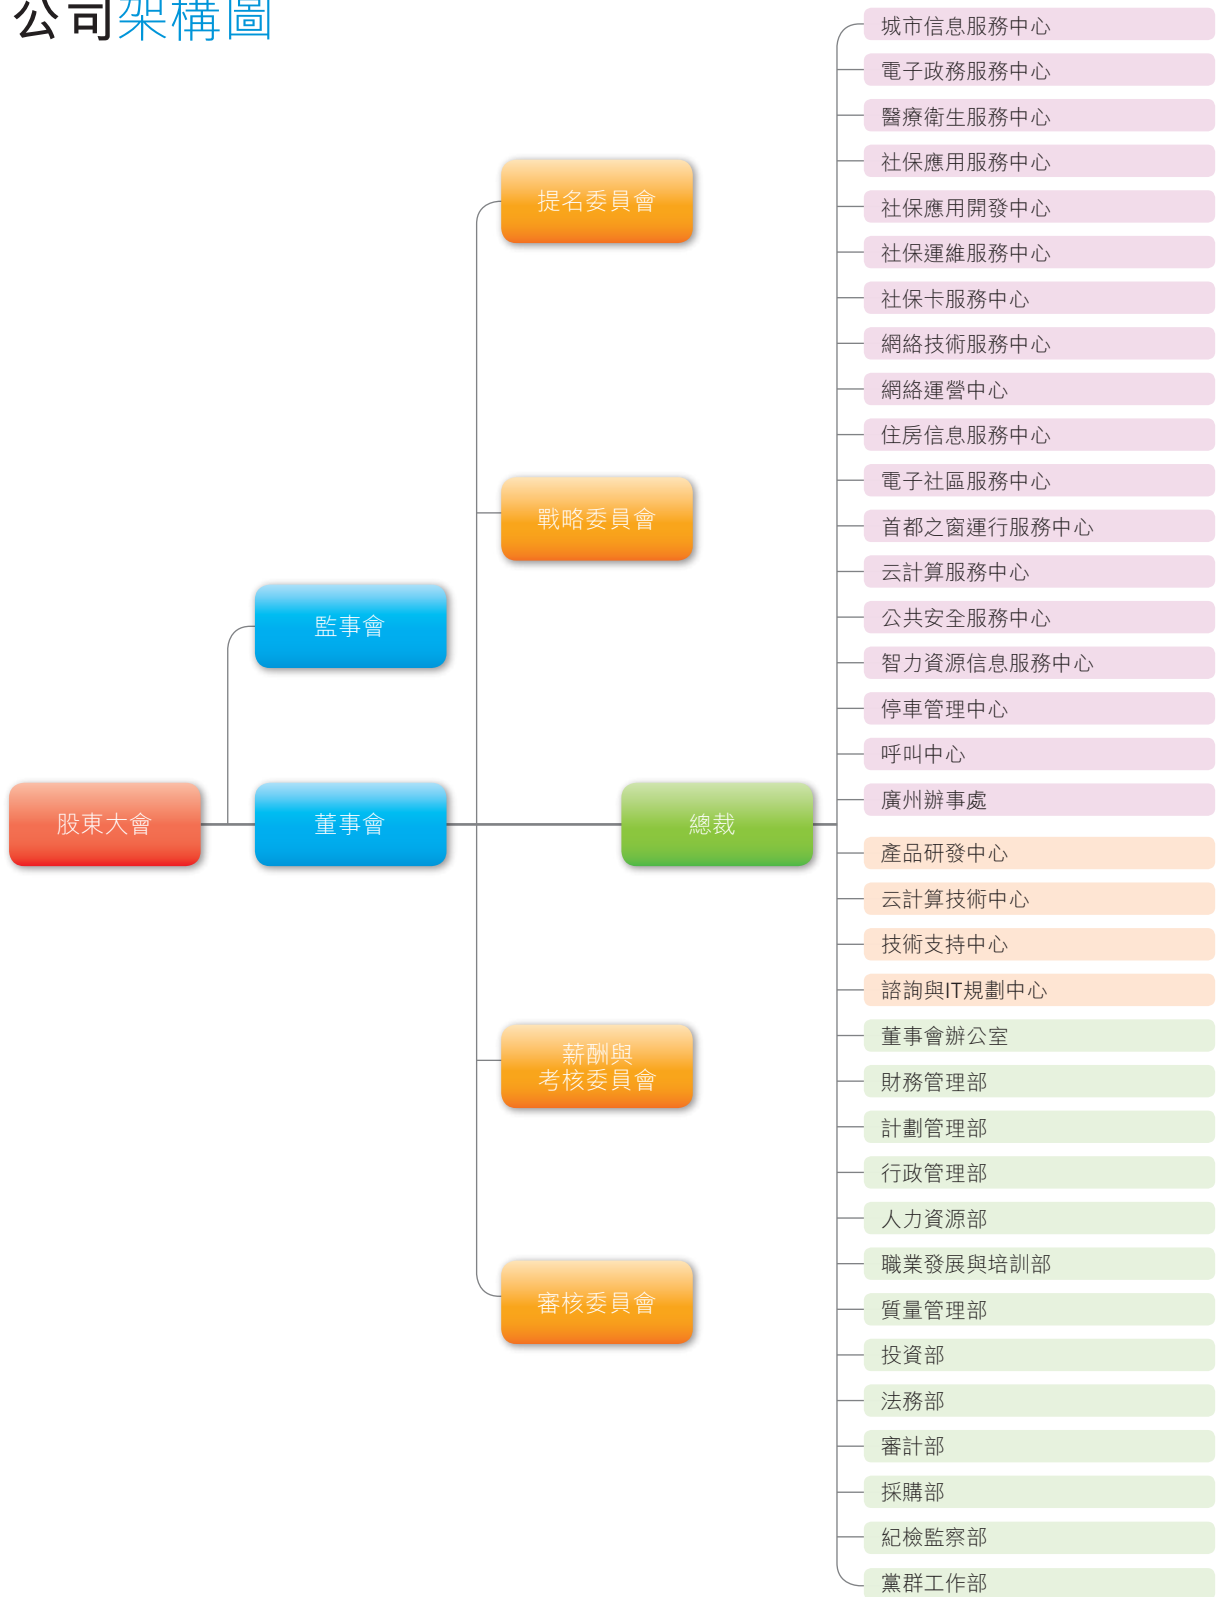 公司架構圖
股東大會
監事會
董事會
提名委員會
戰略委員會
薪酬與
考核委員會
審核委員會
總裁
城市信息服務中心
電子政務服務中心
醫療衛生服務中心
社保應用服務中心
社保應用開發中心
社保運維服務中心
社保卡服務中心
網絡技術服務中心
網絡運營中心
住房信息服務中心
電子社區服務中心
首都之窗運行服務中心
云計算服務中心
公共安全服務中心
智力資源信息服務中心
停車管理中心
呼叫中心
廣州辦事處
產品研發中心
云計算技術中心
技術支持中心
諮詢與IT規劃中心
董事會辦公室
財務管理部
計劃管理部
行政管理部
人力資源部
職業發展與培訓部
質量管理部
投資部
法務部
審計部
採購部
紀檢監察部
黨群工作部